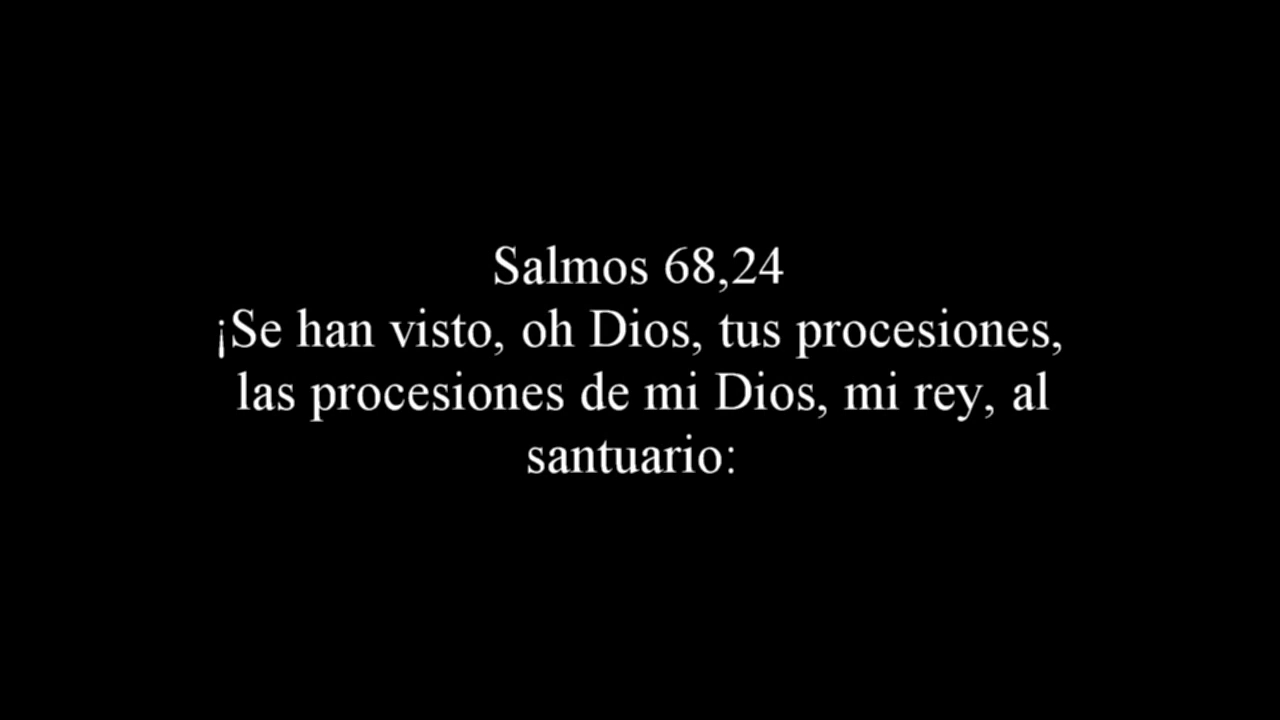 Salmos 68,24
¡Se han visto, oh Dios, tus procesiones,
las procesiones de mi Dios, mi rey, al
santuario: